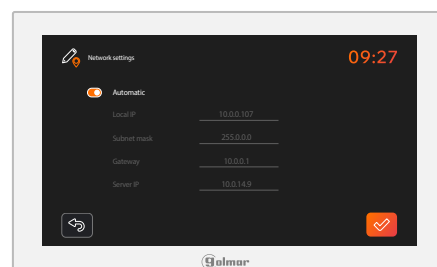 Network settings
09:27
Automatic
Local IP 10.0.0.107
Subnet mask 255.0.0.0
Gateway 10.0.0.1
Server IP 10.0.14.9
golmar